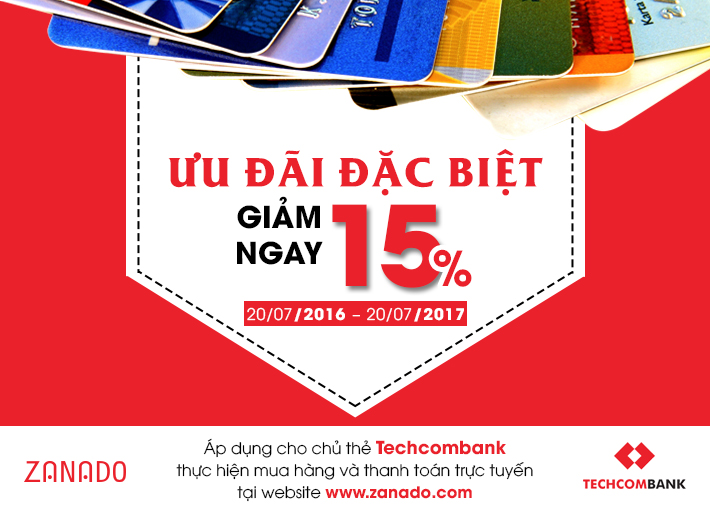 ƯU ĐÃI ĐẶC BIỆT
GIẢM
NGAY
15%
20/07/2016 – 20/07/2017
ZANADO
Áp dụng cho chủ thẻ Techcombank
thực hiện mua hàng và thanh toán trực tuyến
tại website www.zanado.com
TECHCOMBANK